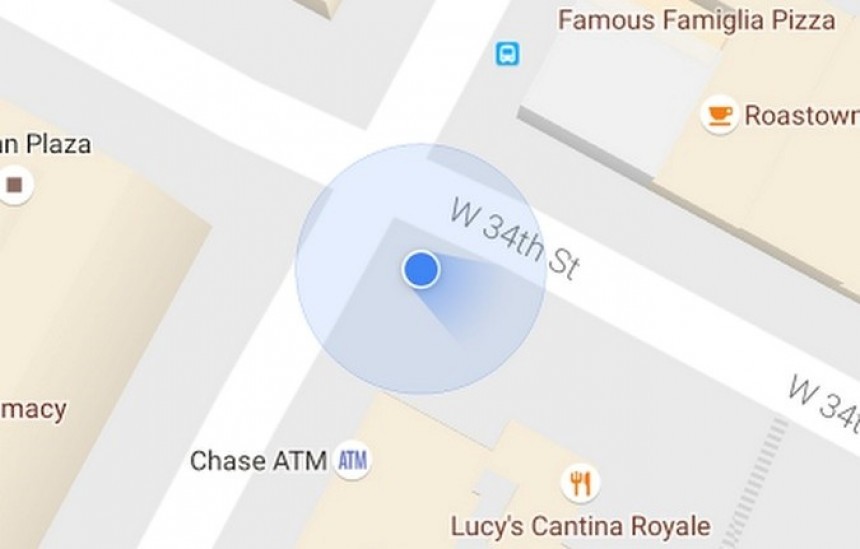 Famous Famiglia Pizza
Roastown
an Plaza
W 34th St
W 34t
macy
Chase ATM
ATM
Lucy's Cantina Royale